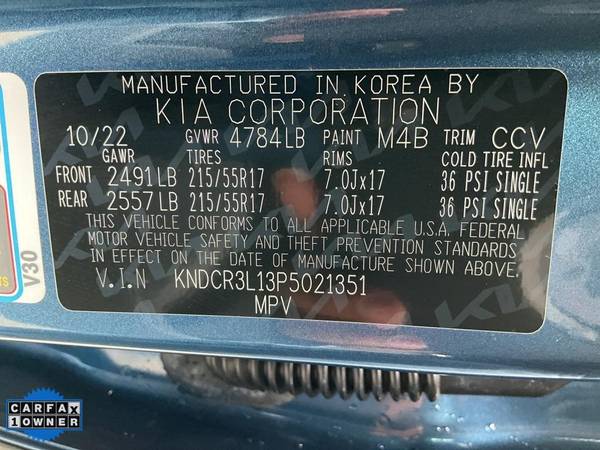 MANUFACTURED IN KOREA BY
KIA CORPORATION
10/22 GVWR 4784LB PAINT M4B TRIM CCV
GAWR TIRES RIMS COLD TIRE INFL
FRONT 2491LB 215/55R17 7.0Jx17 36 PSI SINGLE
REAR 2557LB 215/55R17 7.0Jx17 36 PSI SINGLE
THIS VEHICLE CONFORMS TO ALL APPLICABLE U.S.A. FEDERAL
MOTOR VEHICLE SAFETY AND THEFT PREVENTION STANDARDS
IN EFFECT ON THE DATE OF MANUFACTURE SHOWN ABOVE.
V.I.N KNDCR3L13P5021351
MPV
V30
CARFAX
1 OWNER